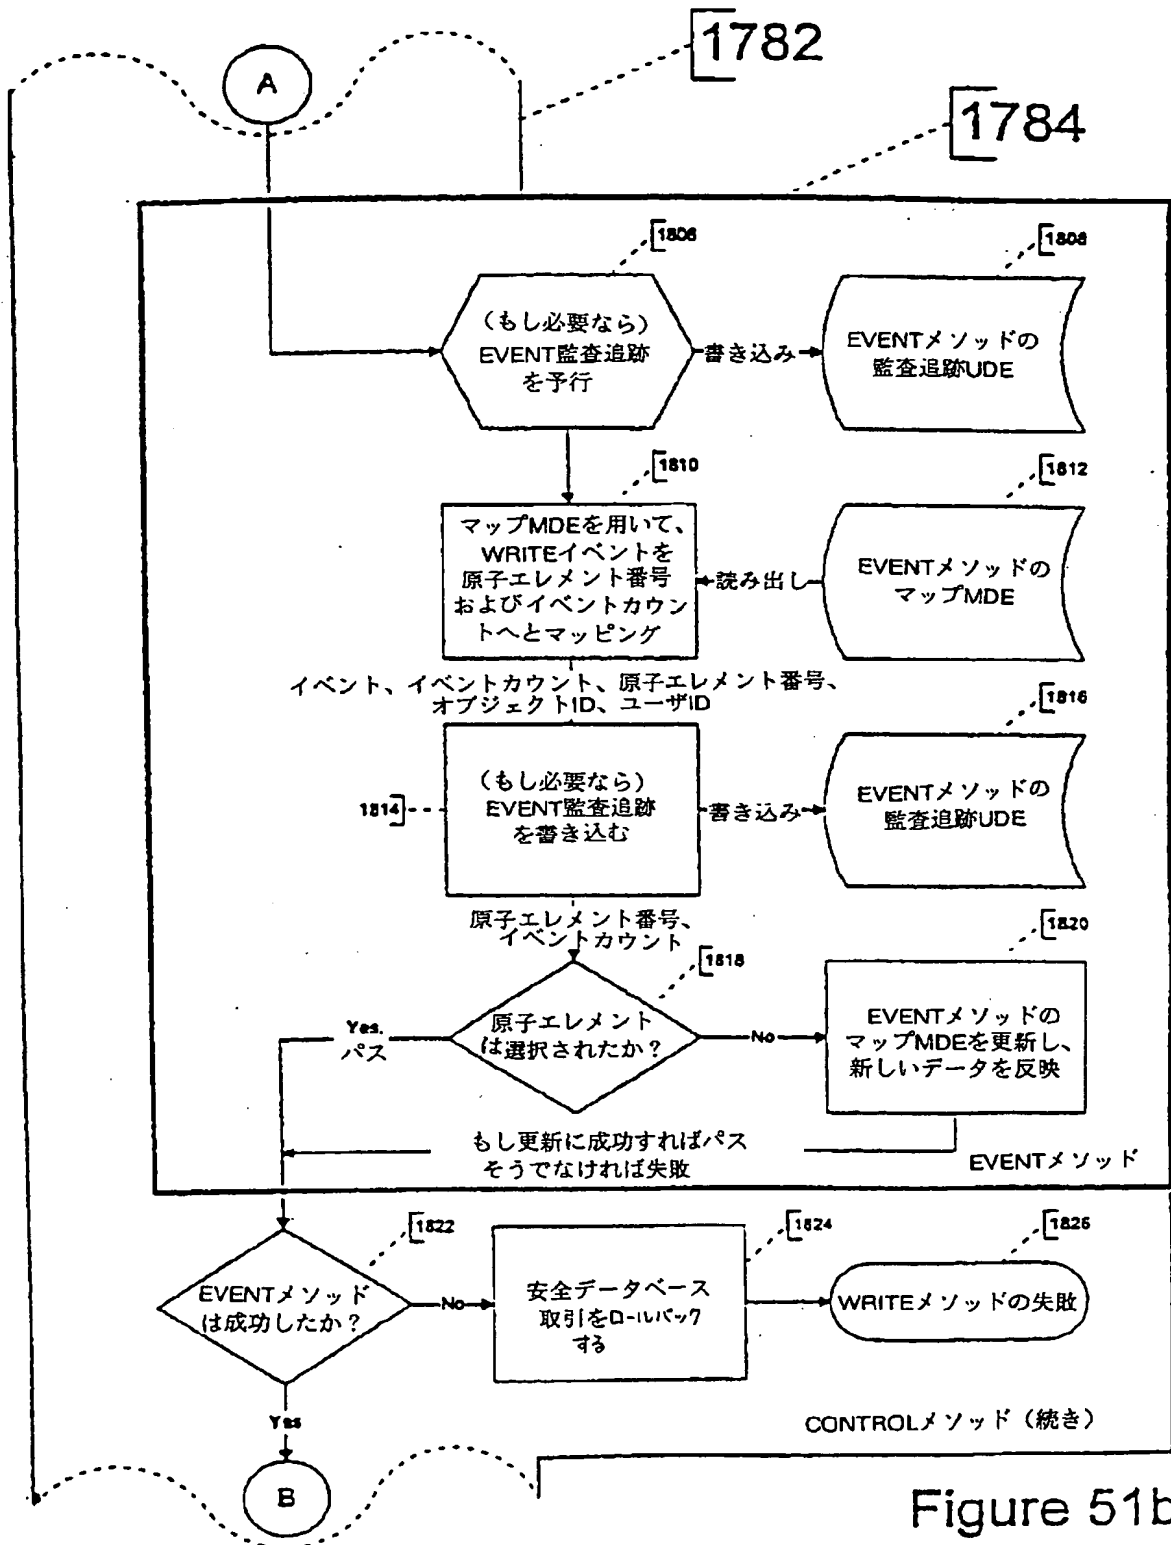 1782
A
1784
1806
1808
(もし必要なら)
EVENT監査追跡
を予行
書き込み
EVENTメソッドの
監査追跡UDE
1810
1812
マップMDEを用いて、
WRITEイベントを
原子エレメント番号
およびイベントカウン
トへとマッピング
読み出し
EVENTメソッドの
マップMDE
イベント、イベントカウント、原子エレメント番号、
オブジェクトID、ユーザID
1816
1814
(もし必要なら)
EVENT監査追跡
を書き込む
書き込み
EVENTメソッドの
監査追跡UDE
原子エレメント番号、
イベントカウント
1818
1820
Yes.
パス
原子エレメント
は選択されたか?
No
EVENTメソッドの
マップMDEを更新し、
新しいデータを反映
もし更新に成功すればパス
そうでなければ失敗
EVENTメソッド
1822
1824
1826
EVENTメソッド
は成功したか?
No
安全データベース
取引をロールバック
する
WRITEメソッドの失敗
Yes
CONTROLメソッド(続き)
B
Figure 51b